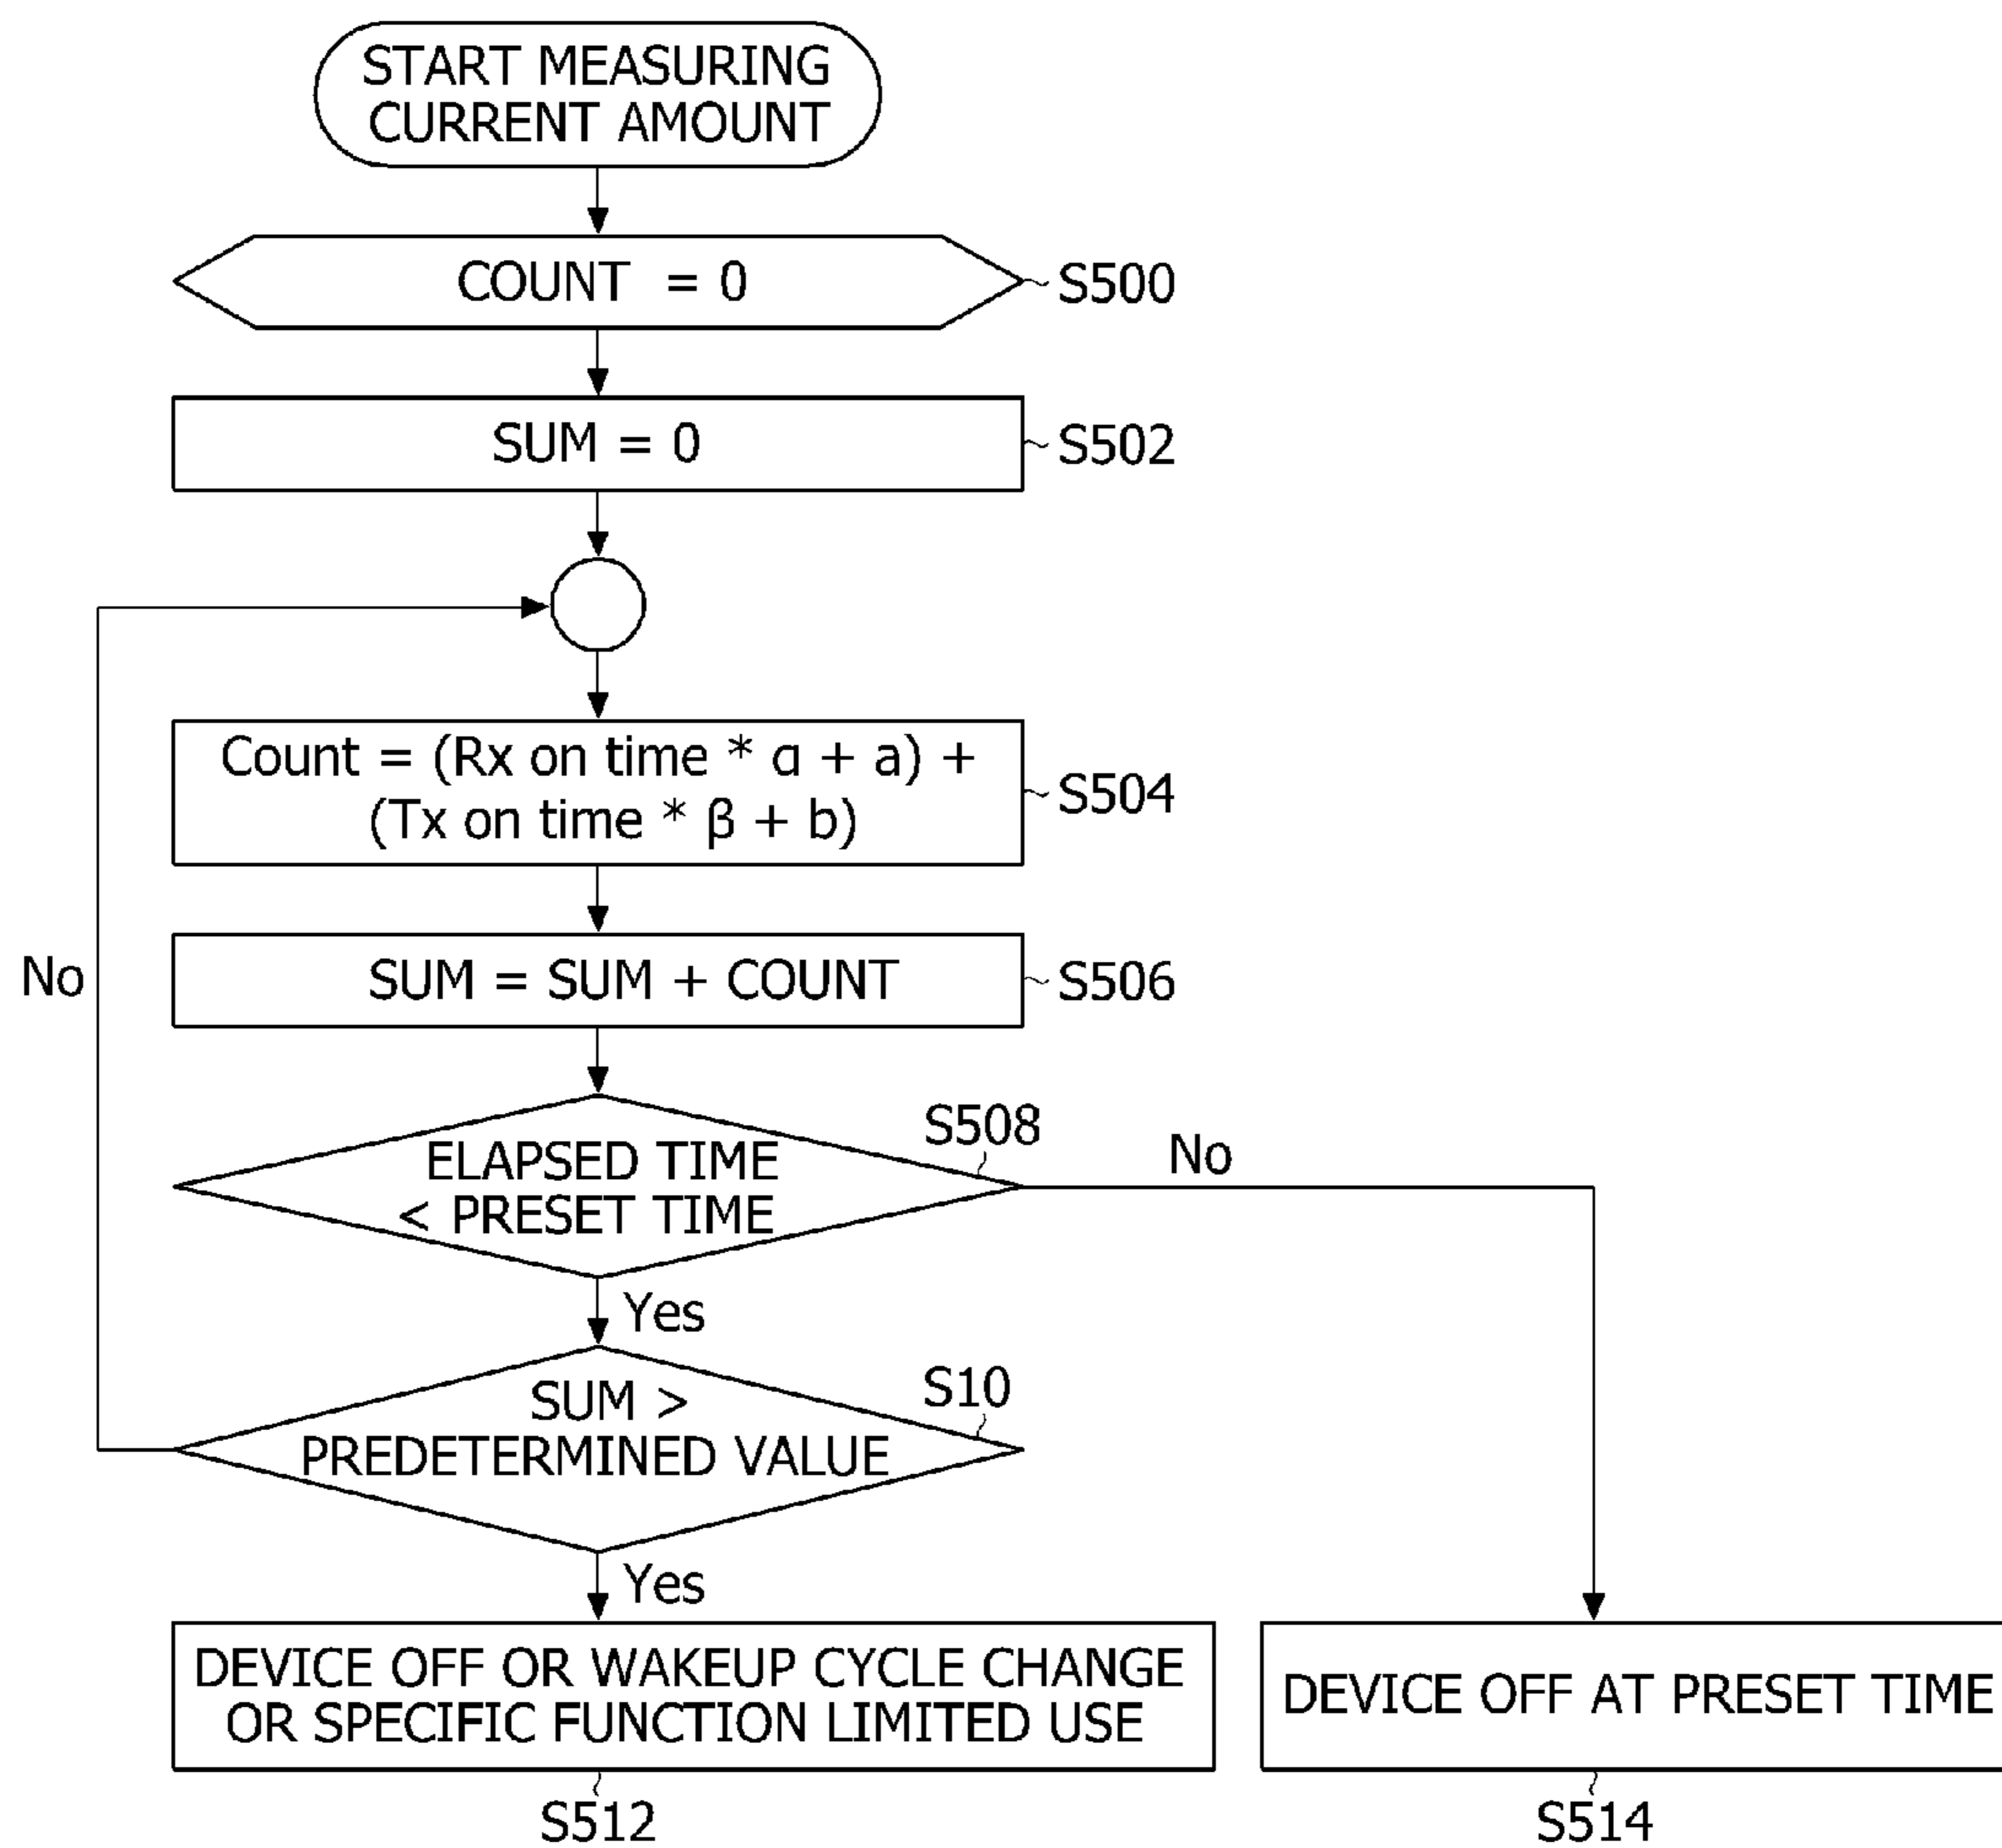 START MEASURING
CURRENT AMOUNT
COUNT = 0
S500
SUM = 0
S502
Count = (Rx on time * α + a) +
(Tx on time * β + b)
S504
No
SUM = SUM + COUNT
S506
ELAPSED TIME
< PRESET TIME
S508
No
Yes
SUM >
PREDETERMINED VALUE
S10
Yes
DEVICE OFF OR WAKEUP CYCLE CHANGE
OR SPECIFIC FUNCTION LIMITED USE
S512
DEVICE OFF AT PRESET TIME
S514